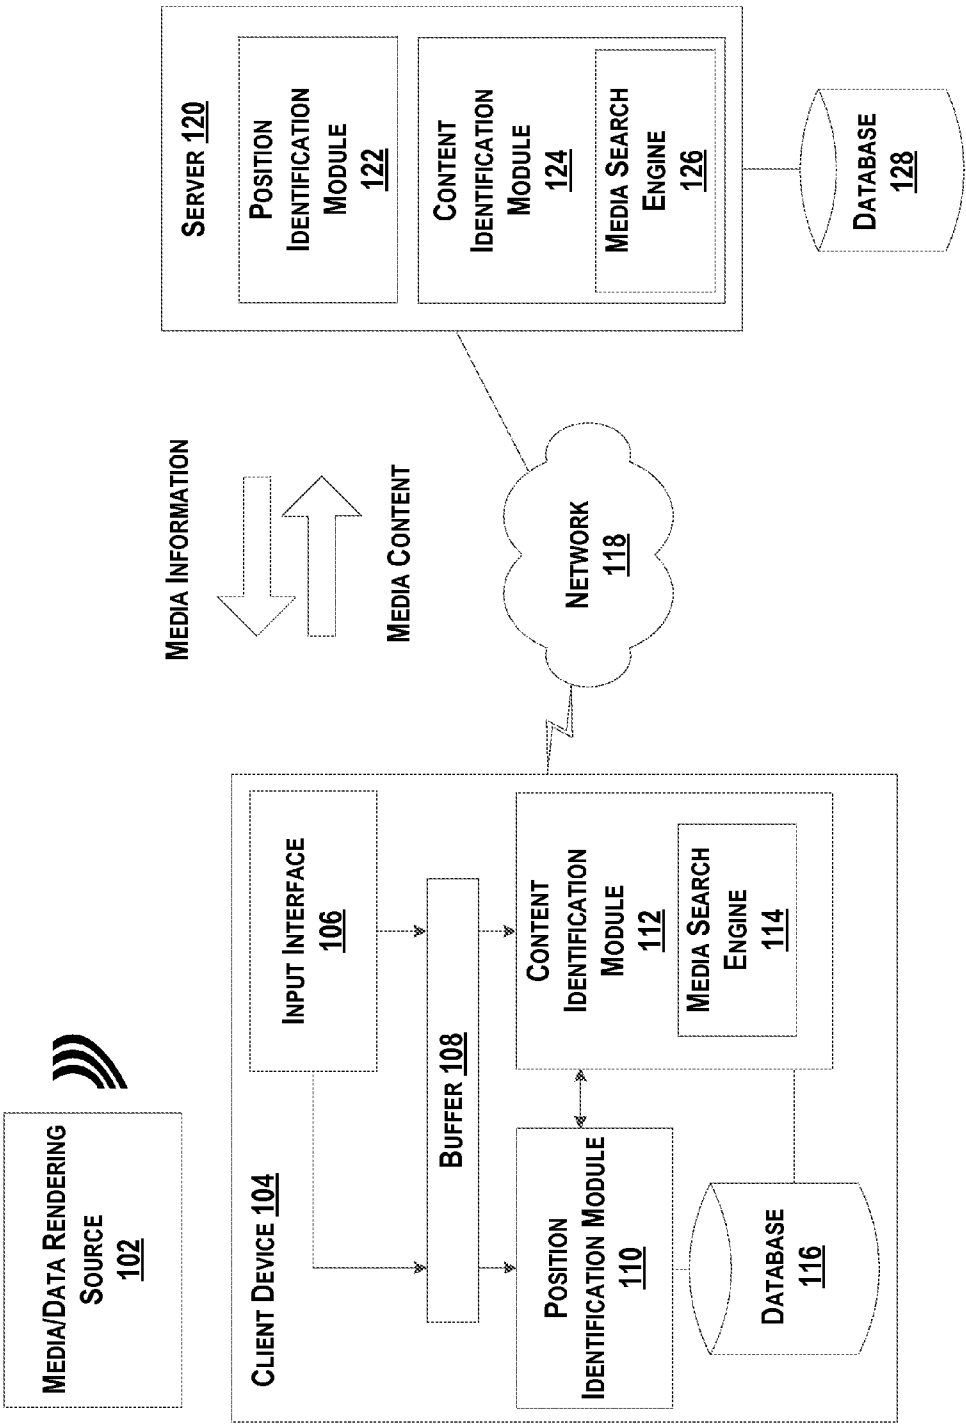 MEDIA/DATA RENDERING
SOURCE
102
CLIENT DEVICE 104
INPUT INTERFACE
106
BUFFER 108
POSITION
IDENTIFICATION MODULE
110
CONTENT
IDENTIFICATION
MODULE
112
MEDIA SEARCH
ENGINE
114
DATABASE
116
MEDIA INFORMATION
MEDIA CONTENT
NETWORK
118
SERVER 120
POSITION
IDENTIFICATION
MODULE
122
CONTENT
IDENTIFICATION
MODULE
124
MEDIA SEARCH
ENGINE
126
DATABASE
128